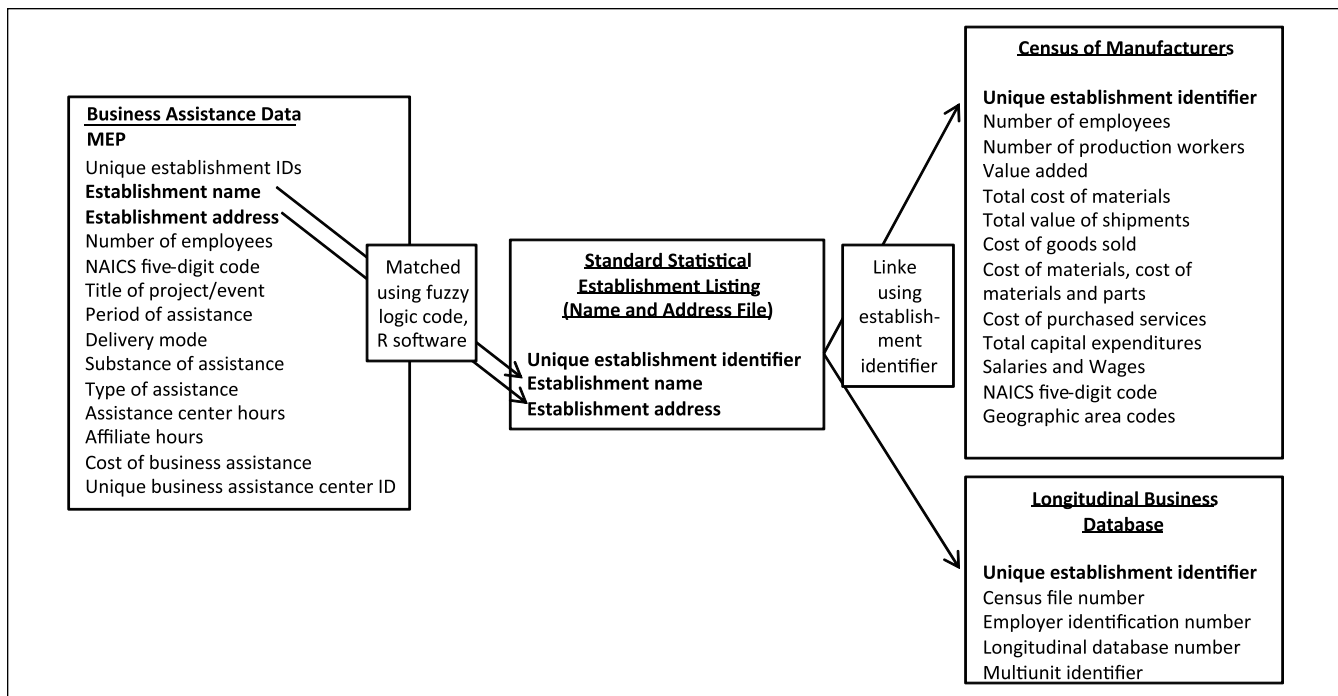 Business Assistance Data
MEP
Unique establishment IDs
Establishment name
Establishment address
Number of employees
NAICS five-digit code
Title of project/event
Period of assistance
Delivery mode
Substance of assistance
Type of assistance
Assistance center hours
Affiliate hours
Cost of business assistance
Unique business assistance center ID
Matched
using fuzzy
logic code,
R software
Standard Statistical
Establishment Listing
(Name and Address File)
Unique establishment identifier
Establishment name
Establishment address
Linke
using
establish-
ment
identifier
Census of Manufacturers
Unique establishment identifier
Number of employees
Number of production workers
Value added
Total cost of materials
Total value of shipments
Cost of goods sold
Cost of materials, cost of
materials and parts
Cost of purchased services
Total capital expenditures
Salaries and Wages
NAICS five-digit code
Geographic area codes
Longitudinal Business
Database
Unique establishment identifier
Census file number
Employer identification number
Longitudinal database number
Multiunit identifier